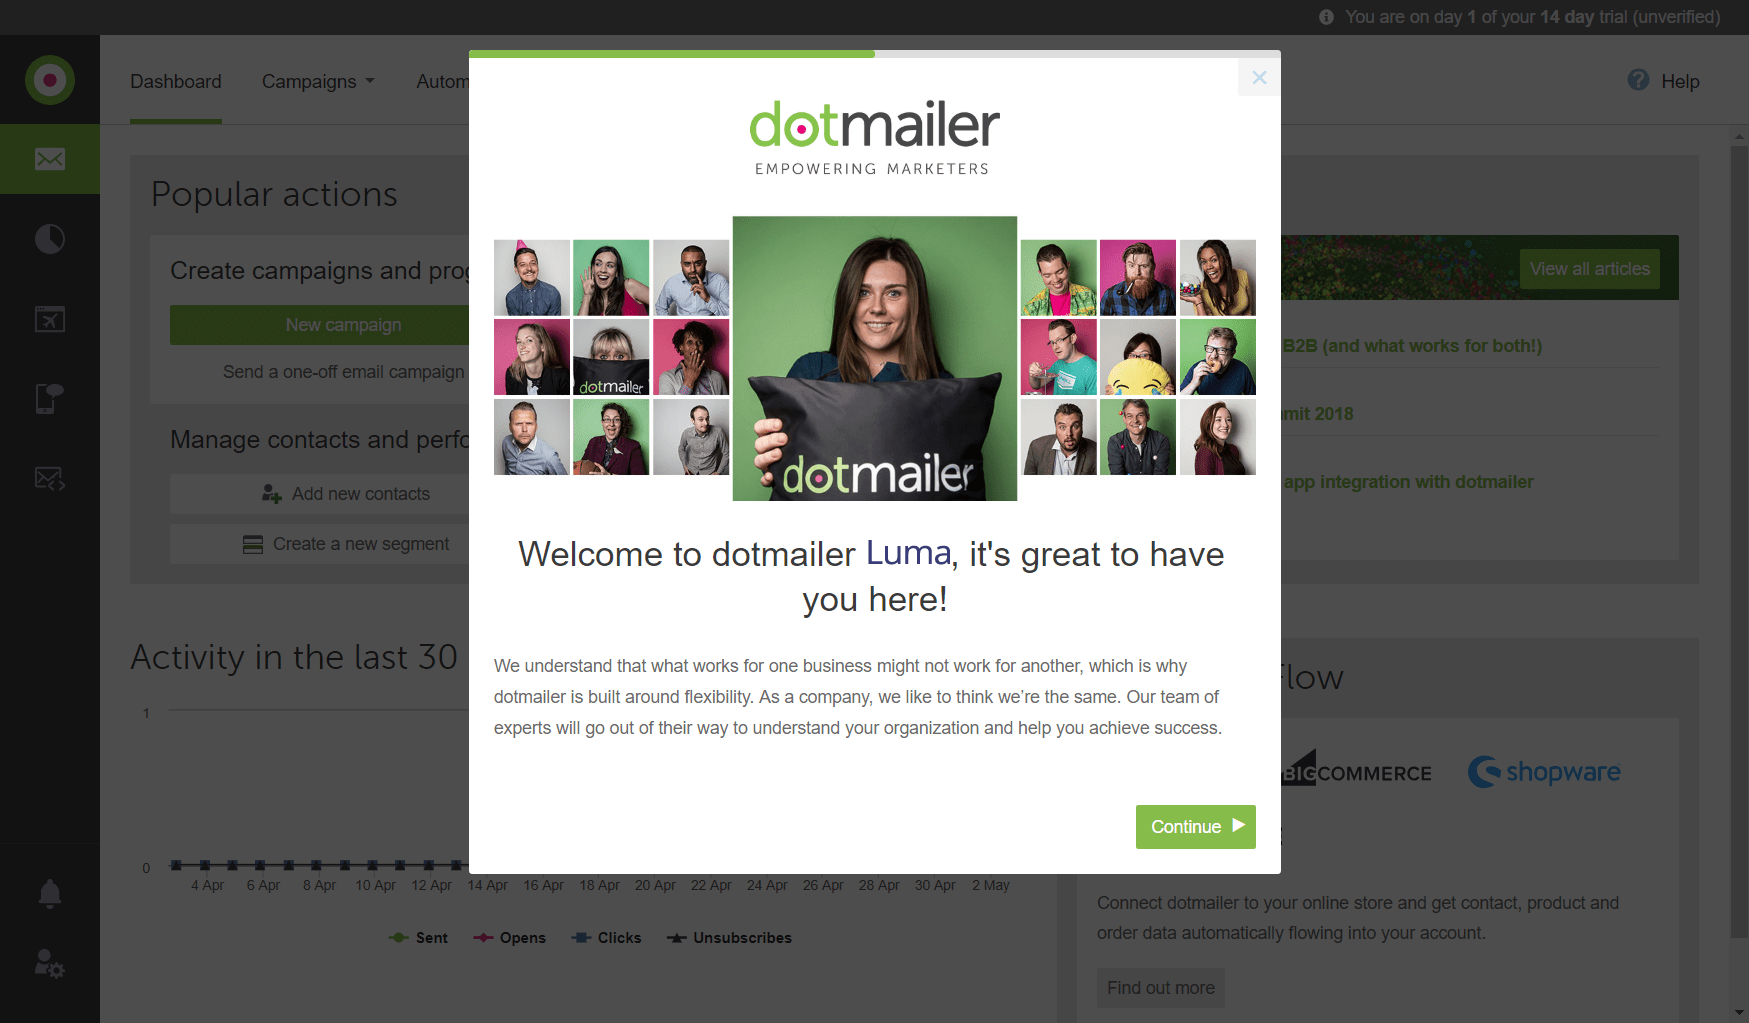 You are on day 1 of your 14 day trial (unverified)
Dashboard
Campaigns
Autom
Help
dotmailer
EMPOWERING MARKETERS
dotmailer
dotmailer
Welcome to dotmailer Luma, it's great to have
you here!
We understand that what works for one business might not work for another, which is why
dotmailer is built around flexibility. As a company, we like to think we’re the same. Our team of
experts will go out of their way to understand your organization and help you achieve success.
Continue
Popular actions
Create campaigns and prog
New campaign
Send a one-off email campaign
Manage contacts and perfo
Add new contacts
Create a new segment
View all articles
B2B (and what works for both!)
mit 2018
app integration with dotmailer
Activity in the last 30
1
0
4 Apr 6 Apr 8 Apr 10 Apr 12 Apr 14 Apr 16 Apr 18 Apr 20 Apr 22 Apr 24 Apr 26 Apr 28 Apr 30 Apr 2 May
Sent Opens Clicks Unsubscribes
Flow
BIGCOMMERCE
shopware
Connect dotmailer to your online store and get contact, product and
order data automatically flowing into your account.
Find out more